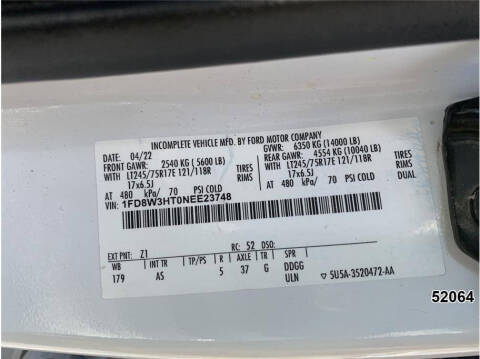 INCOMPLETE VEHICLE MFD. BY FORD MOTOR COMPANY
04/22 GVWR: 6350 KG (14000 LB)
FRONT GAWR: 2540 KG (5600 LB) REAR GAWR: 4554 KG (10040 LB)
WITH LT245/75R17E 121/118R TIRES WITH LT245/75R17E 121/118R TIRES
17x6.5J RIMS 17x6.5J RIMS
AT 480 kPa/ 70 PSI COLD AT 480 kPa/ 70 PSI COLD
VIN: 1FD8W3HT0NEE23748
EXT PNT: Z1 RC: 52 DSO:
WB INT TR TP/PS R AXLE TR SPR
179 AS 5 37 G DDGG
ULN 5U5A-3520472-AA
52064